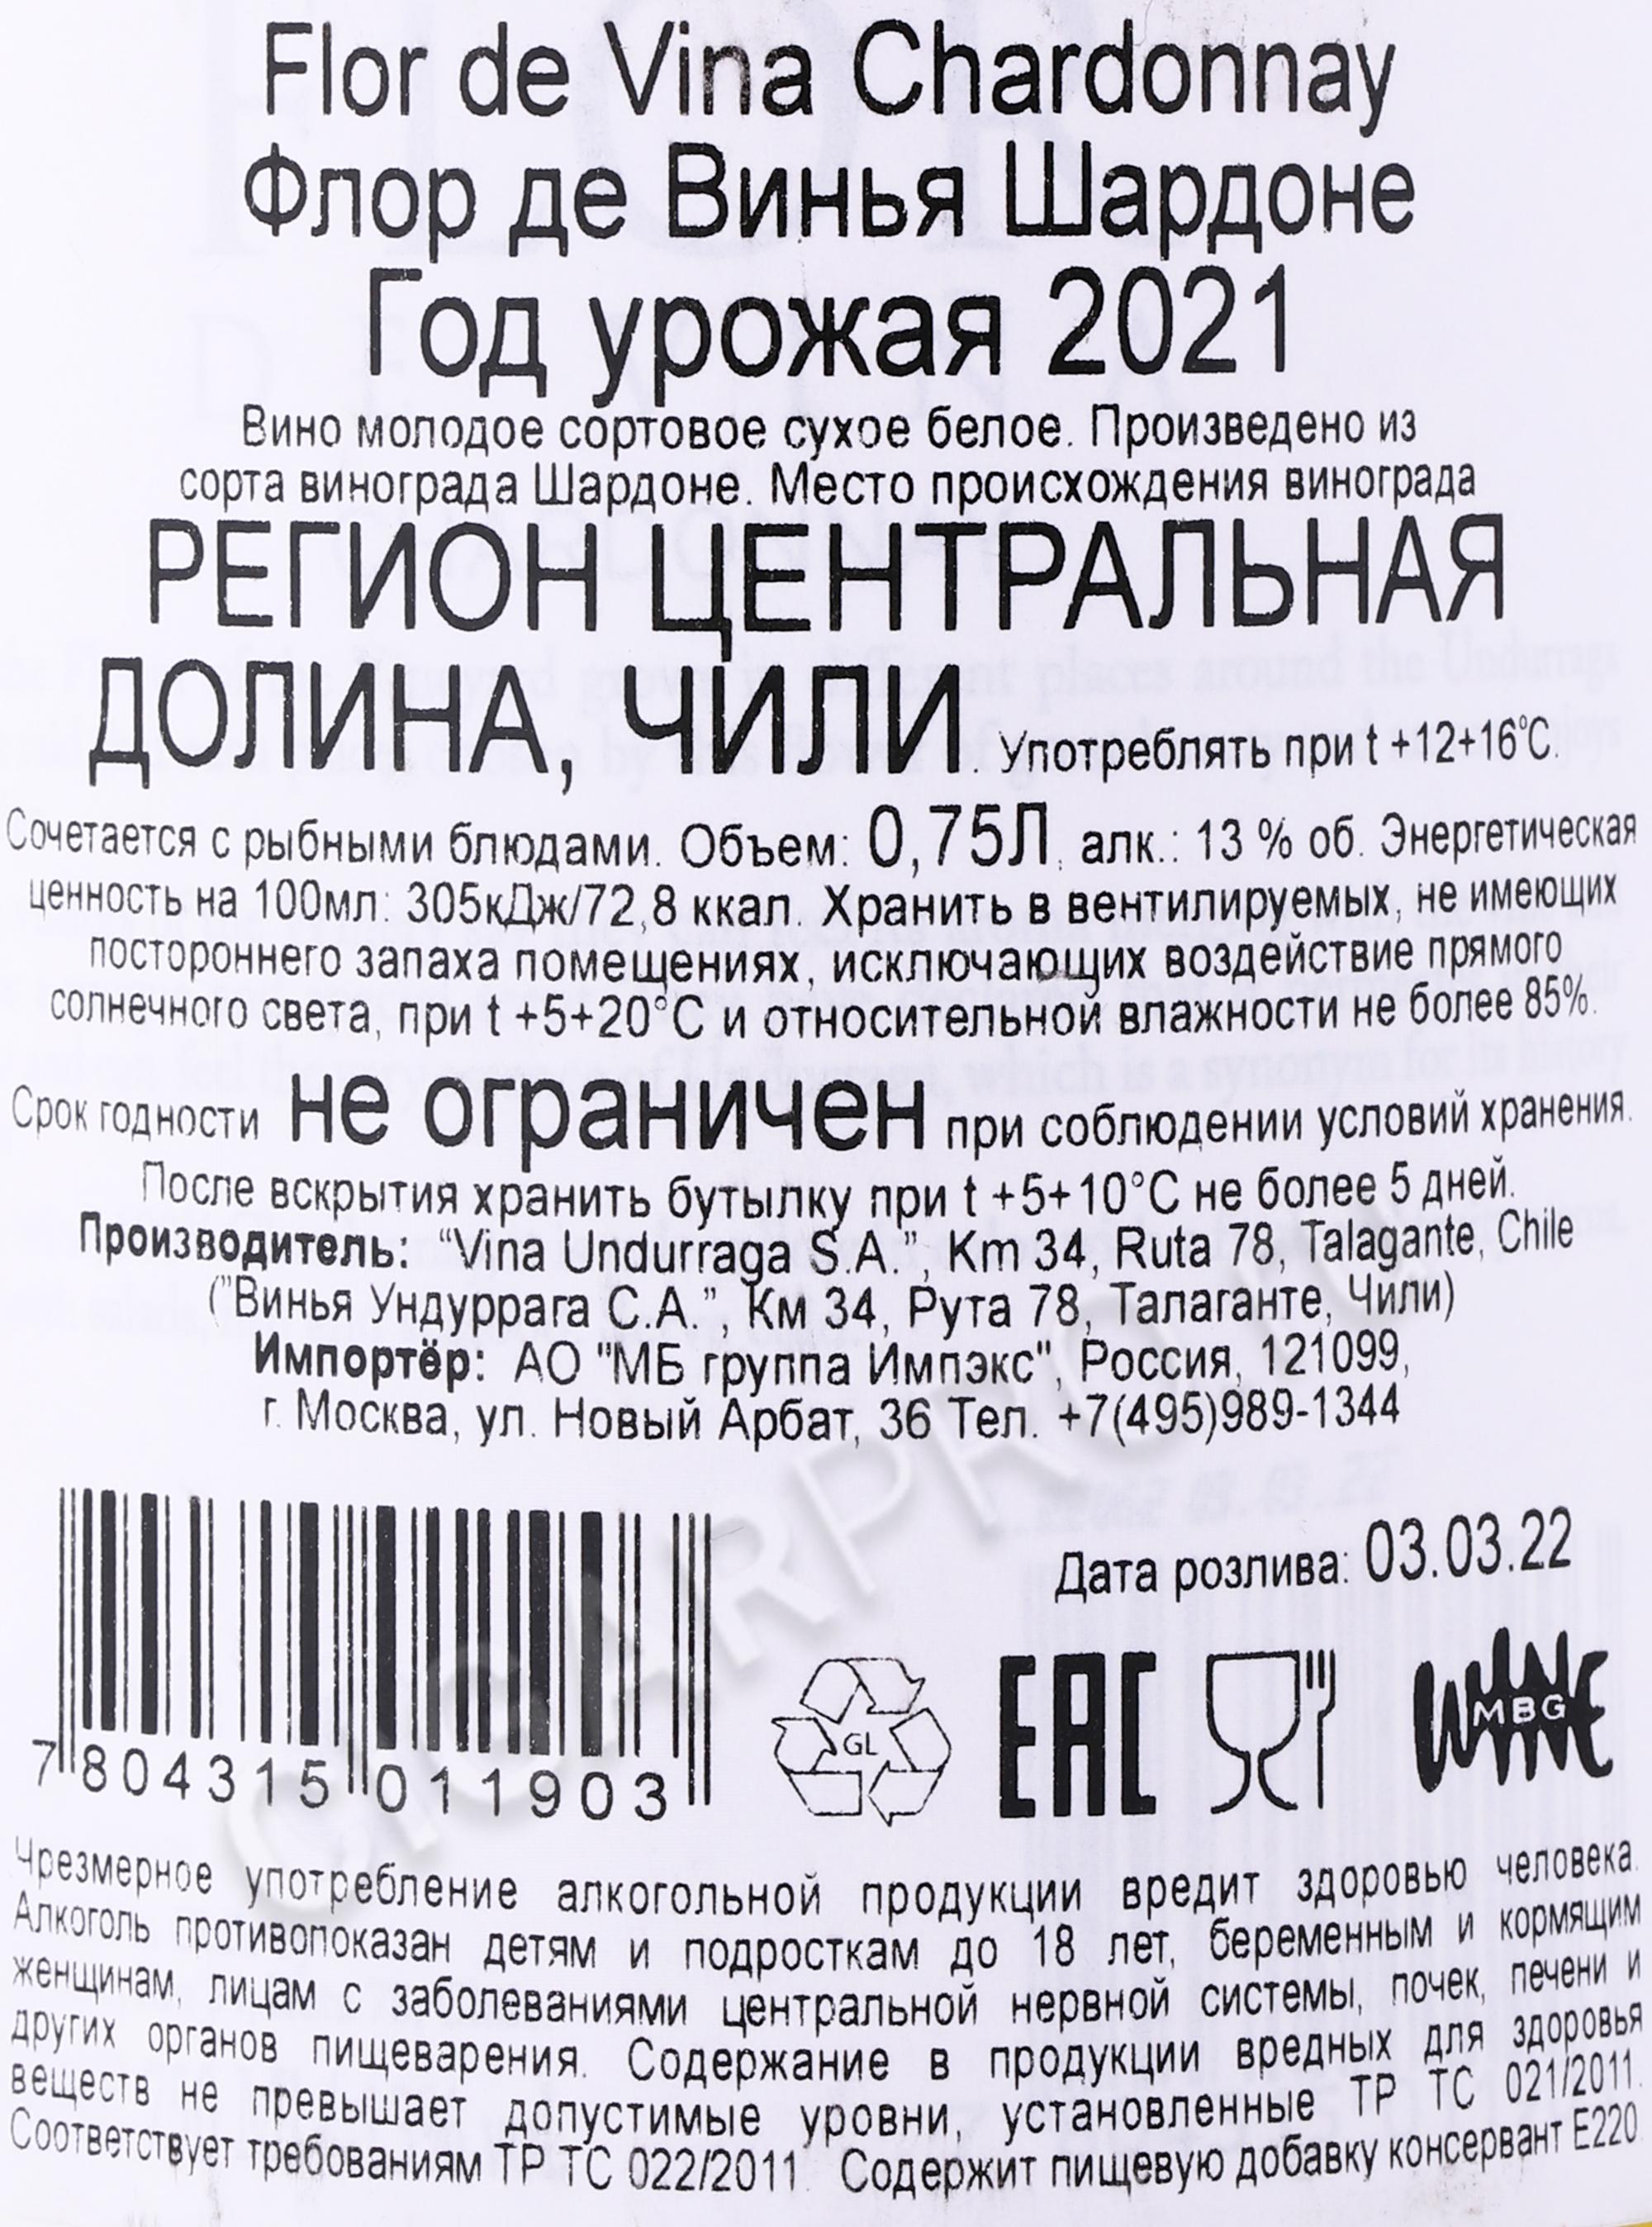 Flor de Vina Chardonnay
Флор де Винья Шардоне
Год урожая 2021
Вино молодое сортовое сухое белое. Произведено из
сорта винограда Шардоне. Место происхождения винограда
РЕГИОН ЦЕНТРАЛЬНАЯ
ДОЛИНА, ЧИЛИ. Употреблять при t +12+16°С.
Сочетается с рыбными блюдами. Объем: 0,75Л, алк.: 13 % об. Энергетическая
ценность на 100мл: 305кДж/72,8 ккал. Хранить в вентилируемых, не имеющих
постороннего запаха помещениях, исключающих воздействие прямого
солнечного света, при t +5+20°С и относительной влажности не более 85%.
Срок годности не ограничен при соблюдении условий хранения.
После вскрытия хранить бутылку при t +5+10°С не более 5 дней.
Производитель: “Vina Undurraga S.A.”, Km 34, Ruta 78, Talagante, Chile
("Винья Ундуррага С.А.”, Км 34, Рута 78, Талаганте, Чили)
Импортёр: АО "МБ группа Импэкс", Россия, 121099,
г. Москва, ул. Новый Арбат, 36 Тел. +7(495)989-1344
Дата розлива: 03.03.22
7 804315 011903
GL
EAC
WINE
MBG
CIGARPRO.ru
Чрезмерное употребление алкогольной продукции вредит здоровью человека.
Алкоголь противопоказан детям и подросткам до 18 лет, беременным и кормящим
женщинам, лицам с заболеваниями центральной нервной системы, почек, печени и
других органов пищеварения. Содержание в продукции вредных для здоровья
веществ не превышает допустимые уровни, установленные ТР ТС 021/2011.
Соответствует требованиям ТР ТС 022/2011. Содержит пищевую добавку консервант Е220.